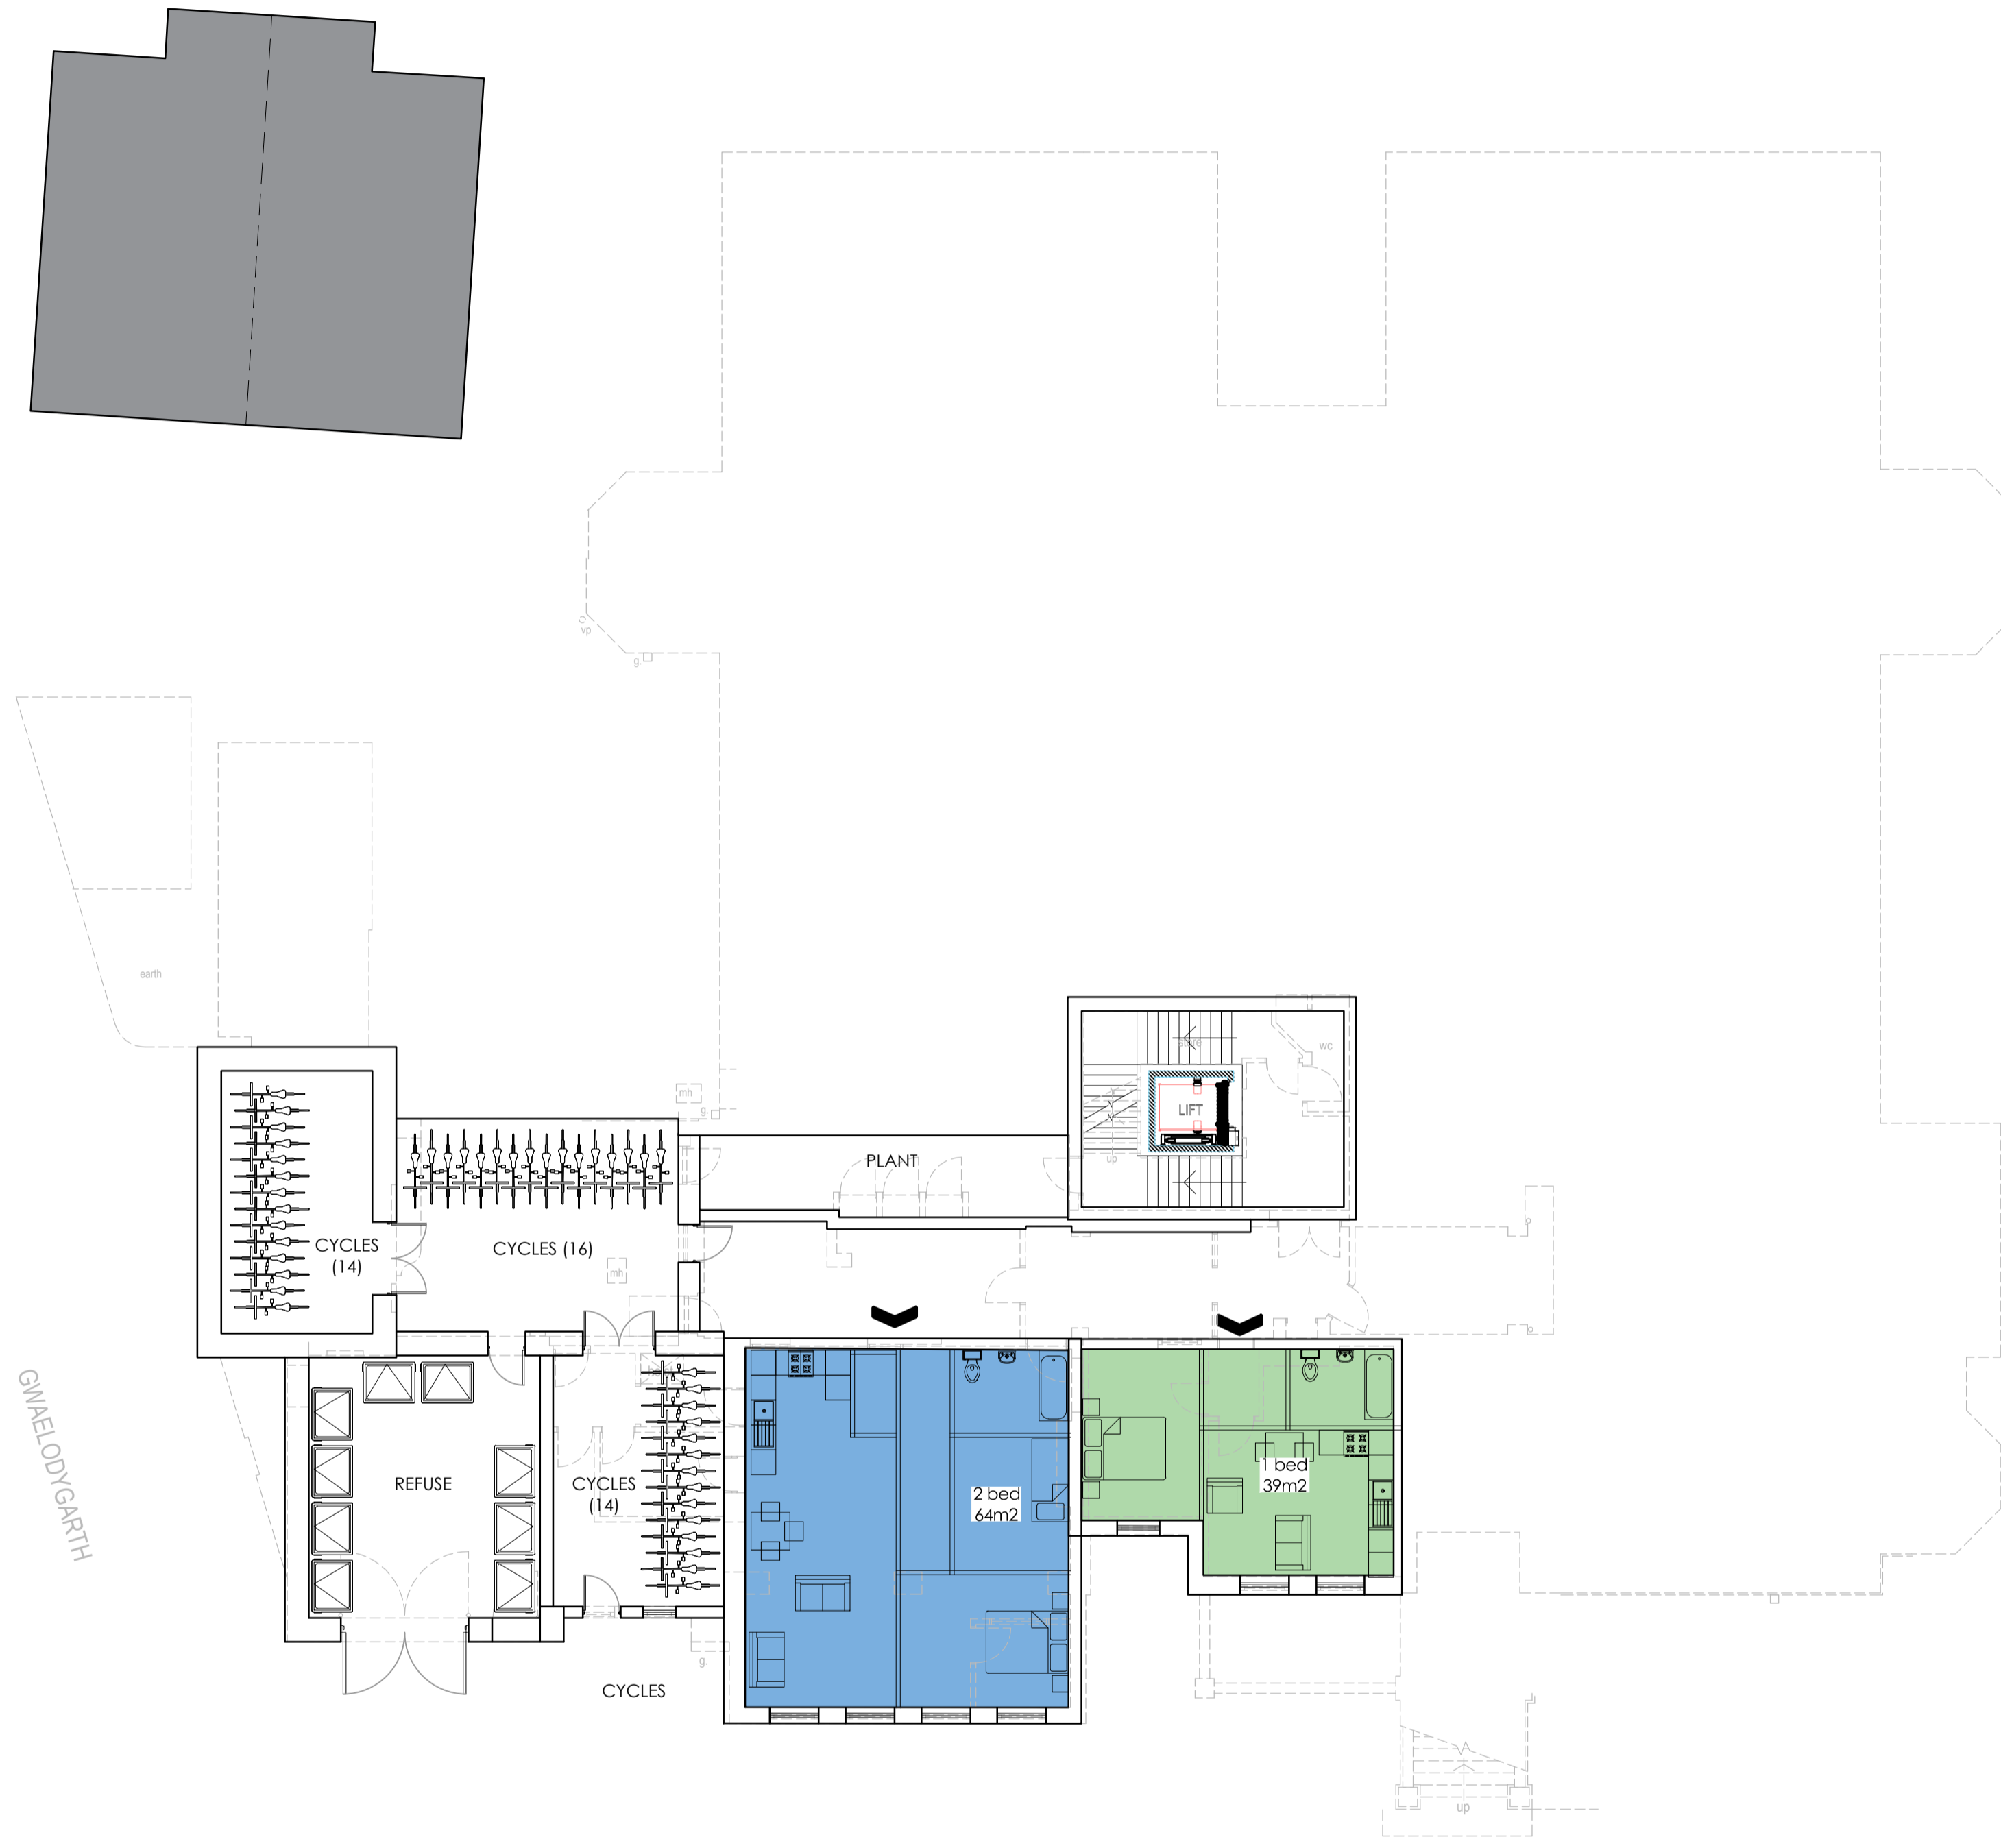 vp
g.
earth
store
wc
mh
g.
LIFT
PLANT
up
CYCLES
(14)
CYCLES (16)
mh
GWAELODYGARTH
REFUSE
CYCLES
(14)
2 bed
64m2
1 bed
39m2
g.
CYCLES
up